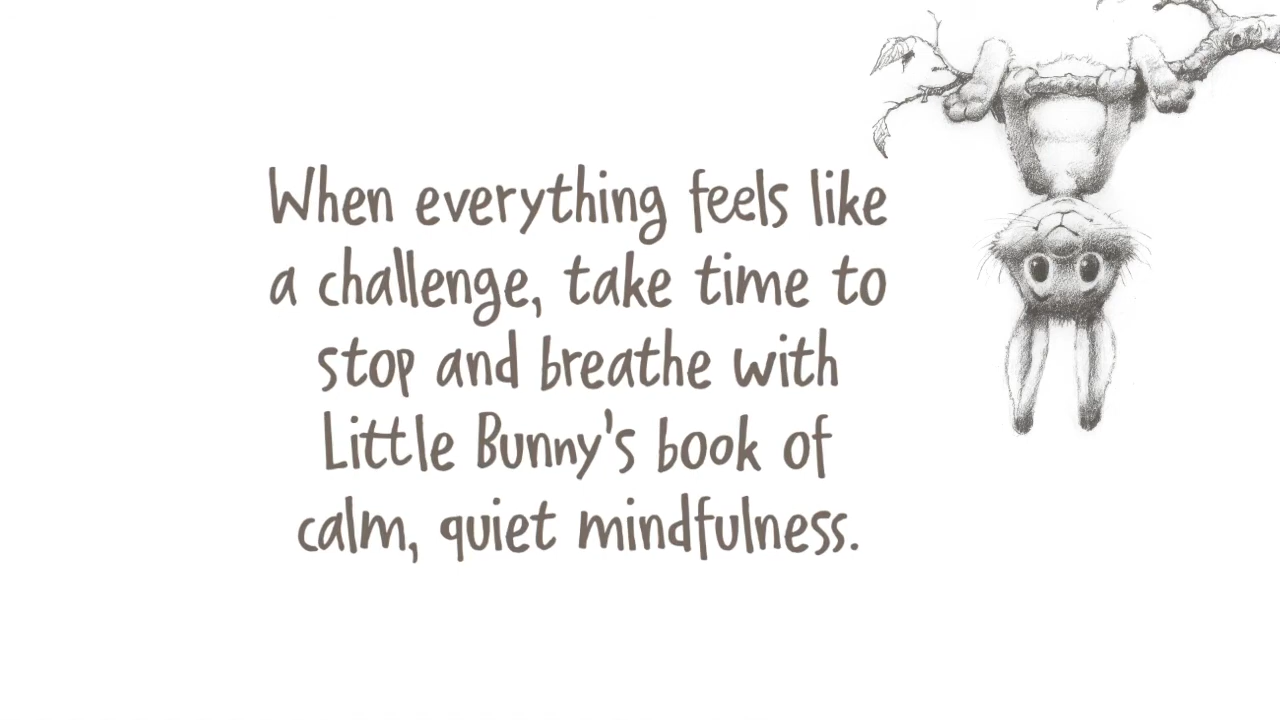 When everything feels like
a challenge, take time to
stop and breathe with
Little Bunny's book of
calm, quiet mindfulness.